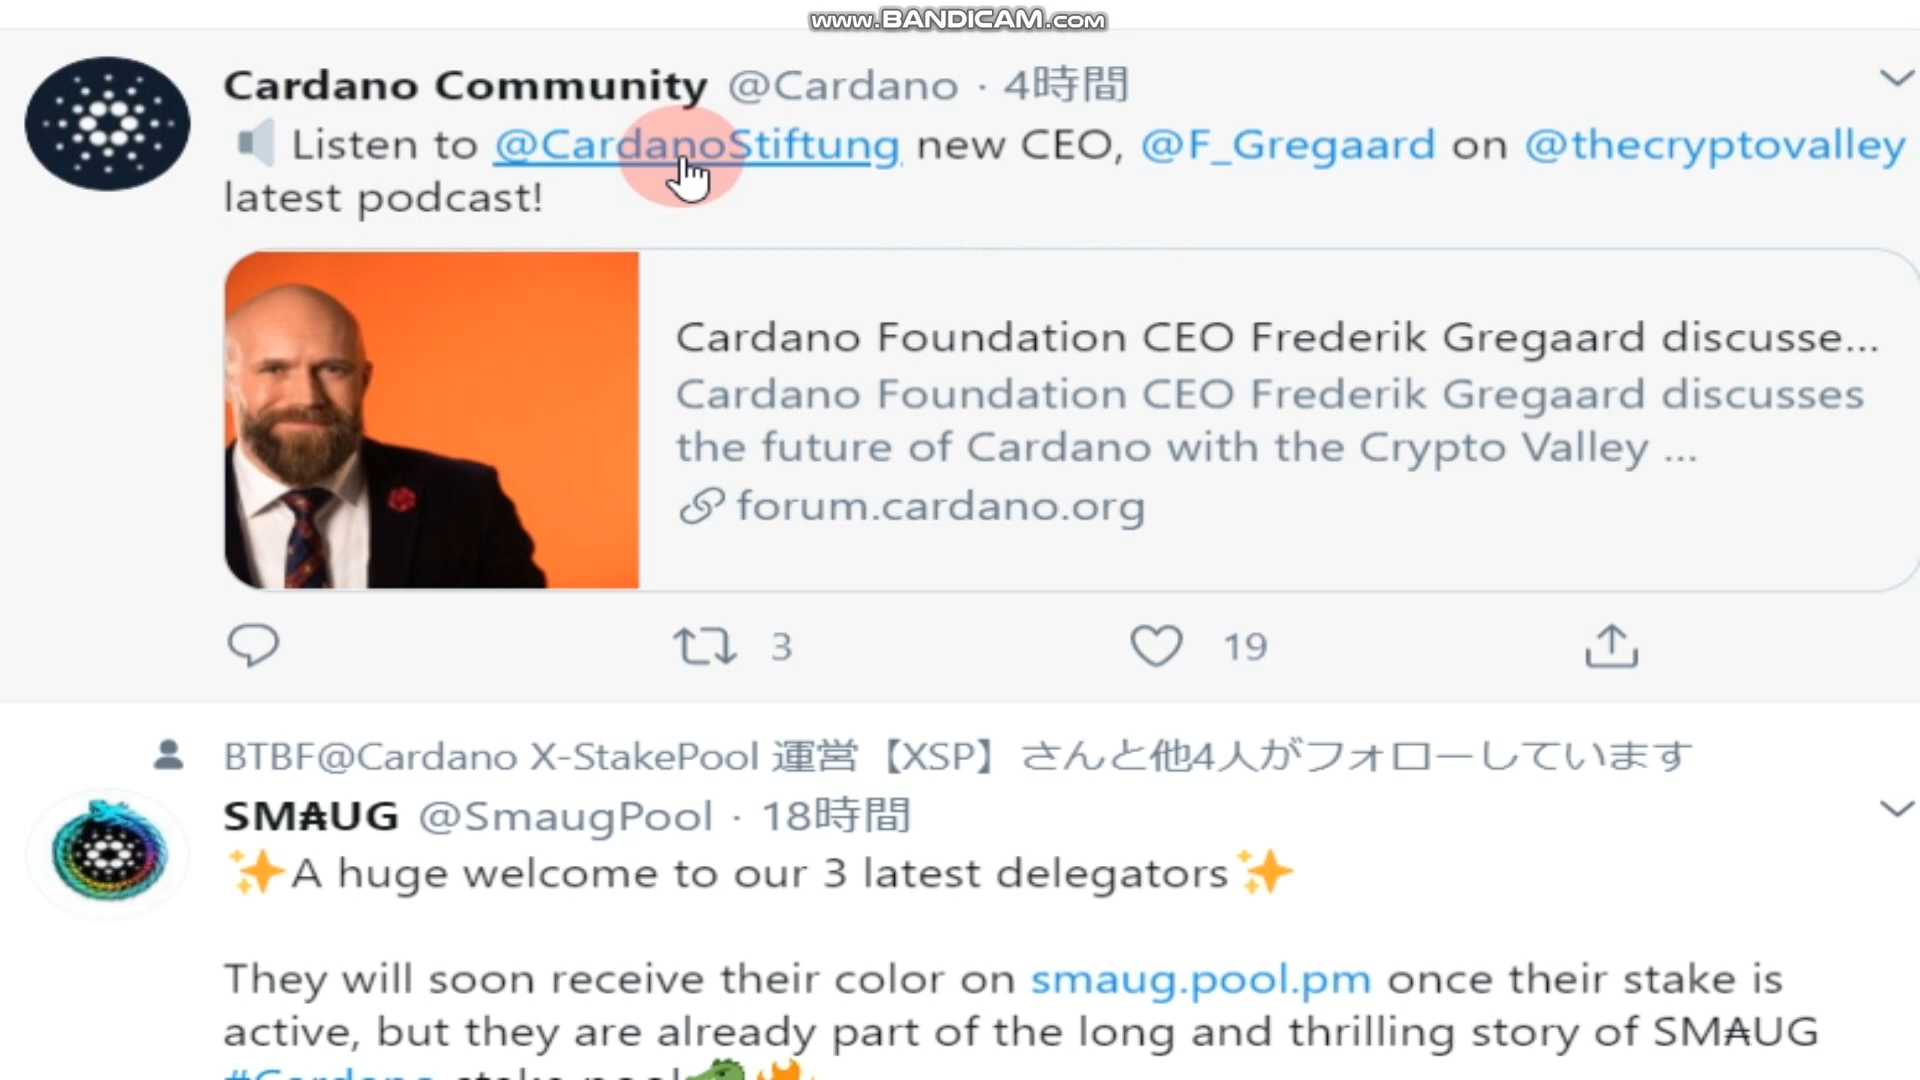 www.BANDICAM.com
Cardano Community @Cardano · 4時間
Listen to @CardanoStiftung new CEO, @F_Gregaard on @thecryptovalley
latest podcast!
Cardano Foundation CEO Frederik Gregaard discusse...
Cardano Foundation CEO Frederik Gregaard discusses
the future of Cardano with the Crypto Valley ...
forum.cardano.org
3 19
BTBF@Cardano X-StakePool 運営【XSP】 さんと他4人がフォローしています
SM₳UG @SmaugPool · 18時間
✨A huge welcome to our 3 latest delegators✨
They will soon receive their color on smaug.pool.pm once their stake is
active, but they are already part of the long and thrilling story of SM₳UG
#Cardano stake pool